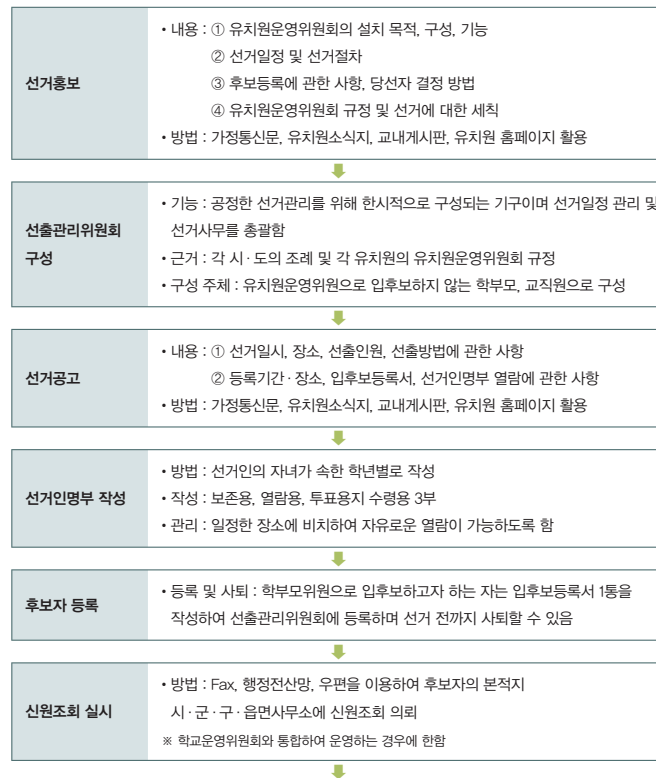 선거홍보
• 내용 : ① 유치원운영위원회의 설치 목적, 구성, 기능
② 선거일정 및 선거절차
③ 후보등록에 관한 사항, 당선자 결정 방법
④ 유치원운영위원회 규정 및 선거에 대한 세칙
• 방법 : 가정통신문, 유치원소식지, 교내게시판, 유치원 홈페이지 활용
선출관리위원회
구성
• 기능 : 공정한 선거관리를 위해 한시적으로 구성되는 기구이며 선거일정 관리 및
선거사무를 총괄함
• 근거 : 각 시·도의 조례 및 각 유치원의 유치원운영위원회 규정
• 구성 주체 : 유치원운영위원으로 입후보하지 않는 학부모, 교직원으로 구성
선거공고
• 내용 : ① 선거일시, 장소, 선출인원, 선출방법에 관한 사항
② 등록기간·장소, 입후보등록서, 선거인명부 열람에 관한 사항
• 방법 : 가정통신문, 유치원소식지, 교내게시판, 유치원 홈페이지 활용
선거인명부 작성
• 방법 : 선거인의 자녀가 속한 학년별로 작성
• 작성 : 보존용, 열람용, 투표용지 수령용 3부
• 관리 : 일정한 장소에 비치하여 자유로운 열람이 가능하도록 함
후보자 등록
• 등록 및 사퇴 : 학부모위원으로 입후보하고자 하는 자는 입후보등록서 1통을
작성하여 선출관리위원회에 등록하며 선거 전까지 사퇴할 수 있음
신원조회 실시
• 방법 : Fax, 행정전산망, 우편을 이용하여 후보자의 본적지
시·군·구·읍면사무소에 신원조회 의뢰
※ 학교운영위원회와 통합하여 운영하는 경우에 한함